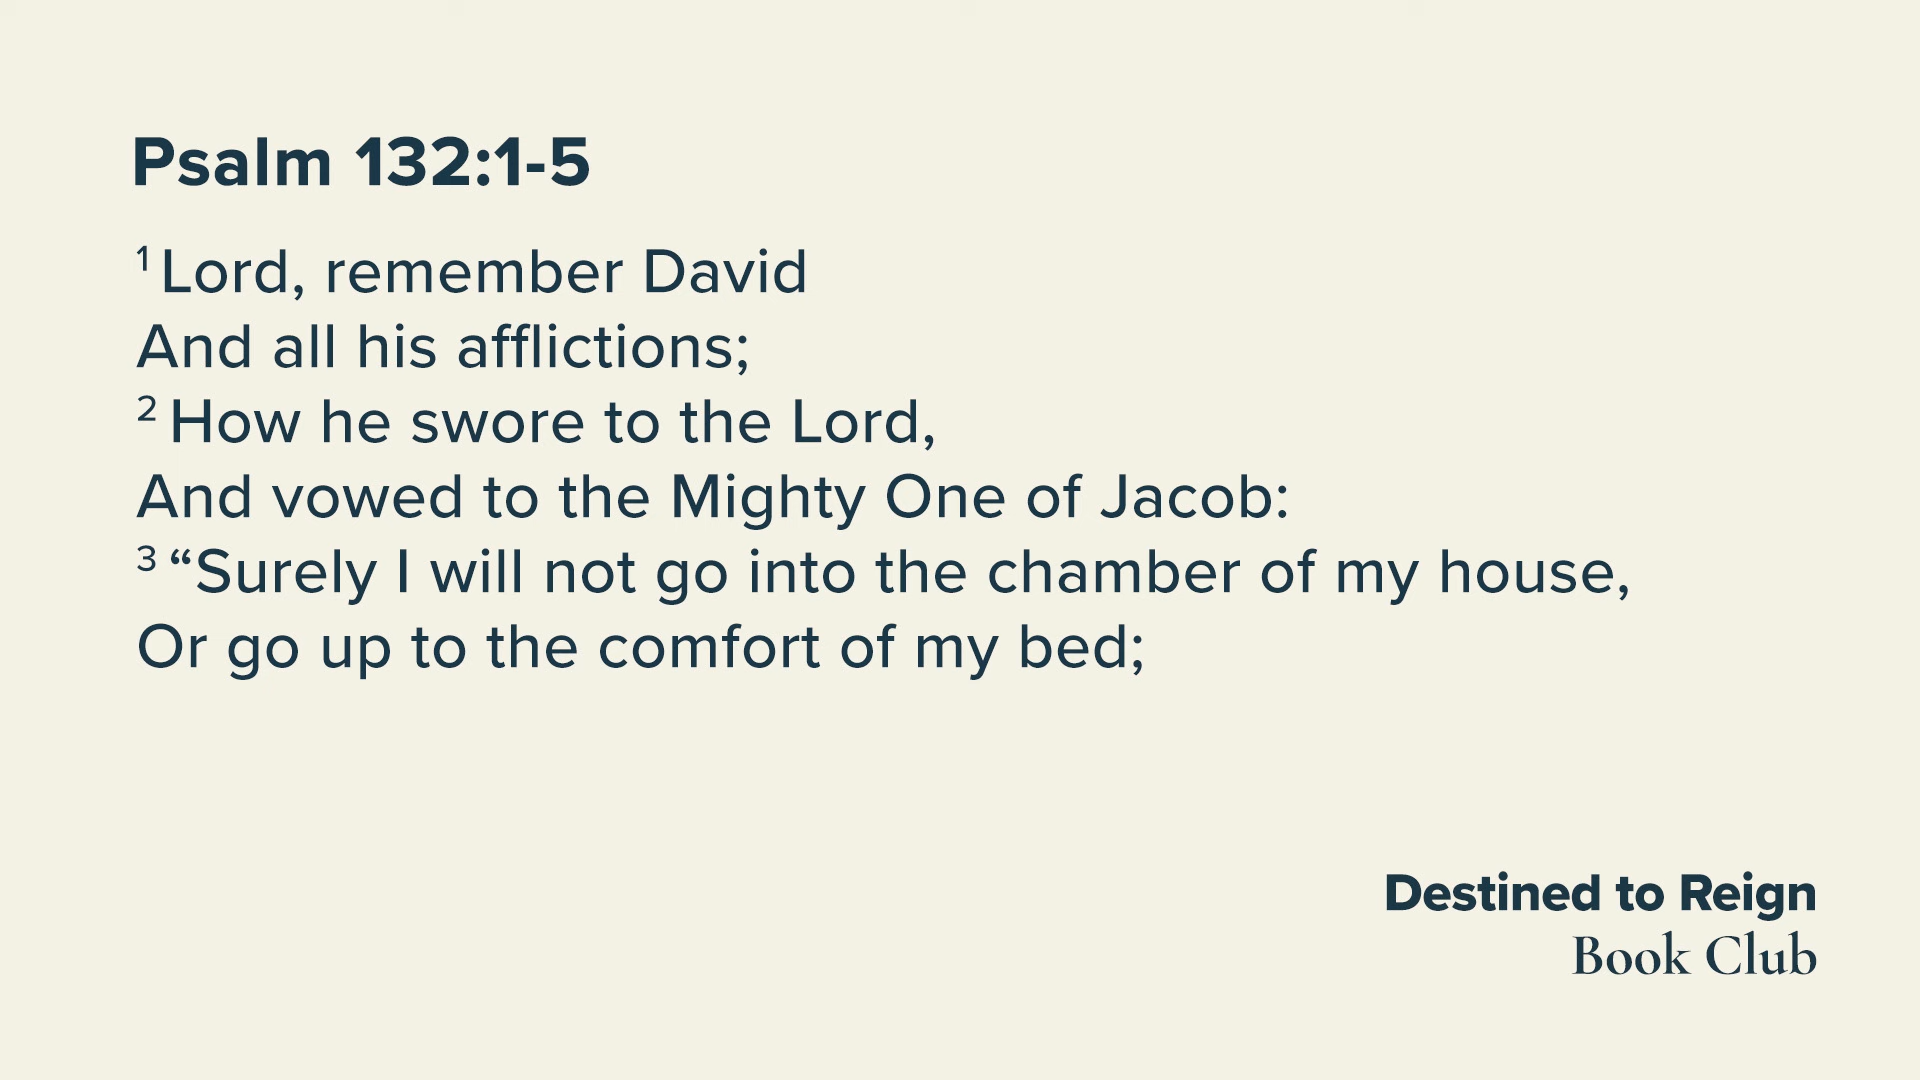 Psalm 132:1-5
¹ Lord, remember David
And all his afflictions;
² How he swore to the Lord,
And vowed to the Mighty One of Jacob:
³ “Surely I will not go into the chamber of my house,
Or go up to the comfort of my bed;
Destined to Reign
Book Club